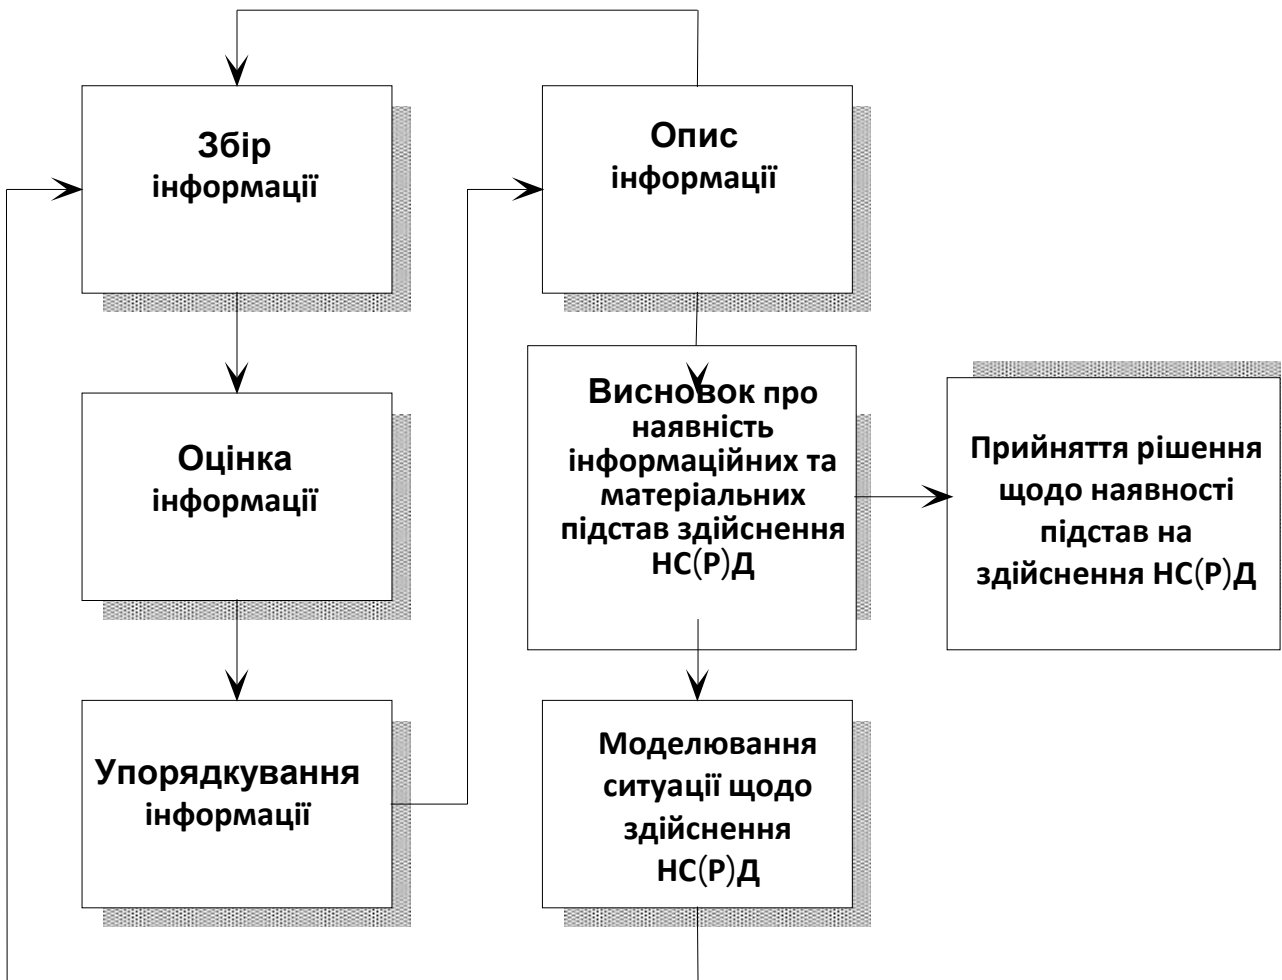 Збір
інформації
Оцінка
інформації
Упорядкування
інформації
Опис
інформації
Висновок про
наявність
інформаційних та
матеріальних
підстав здійснення
НС(Р)Д
Моделювання
ситуації щодо
здійснення
НС(Р)Д
Прийняття рішення
щодо наявності
підстав на
здійснення НС(Р)Д